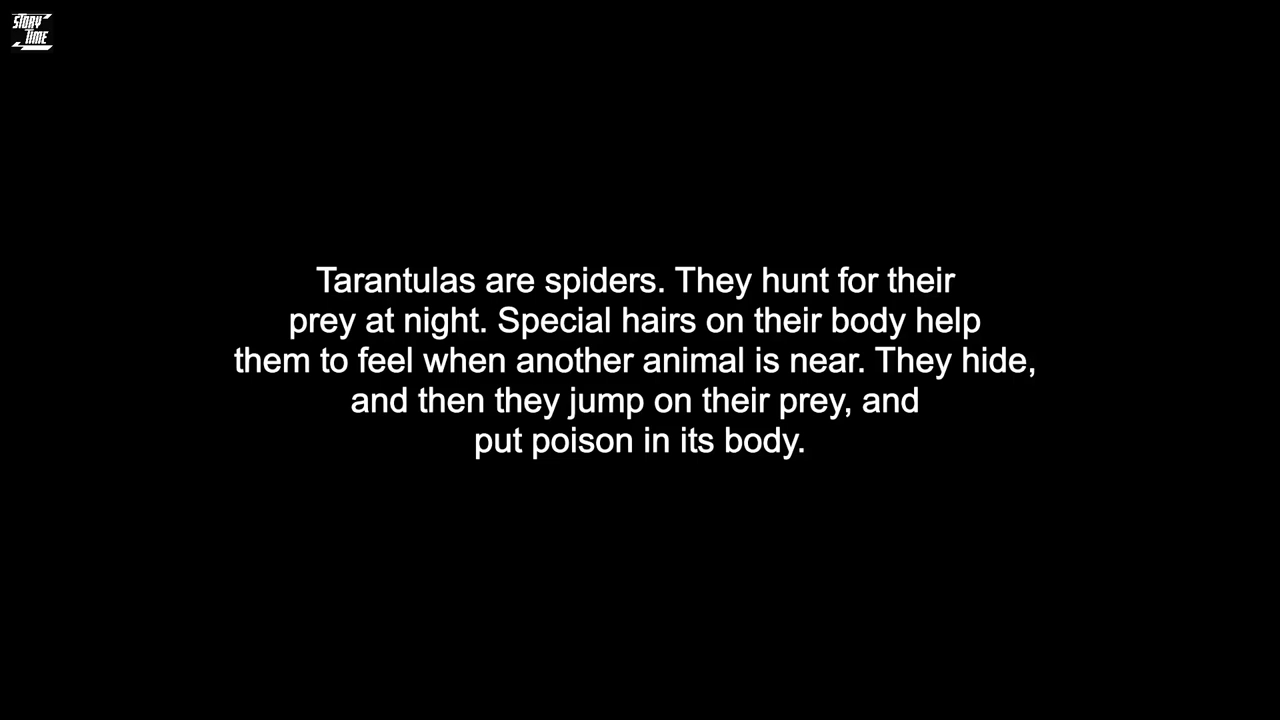 STORY
TIME
Tarantulas are spiders. They hunt for their
prey at night. Special hairs on their body help
them to feel when another animal is near. They hide,
and then they jump on their prey, and
put poison in its body.